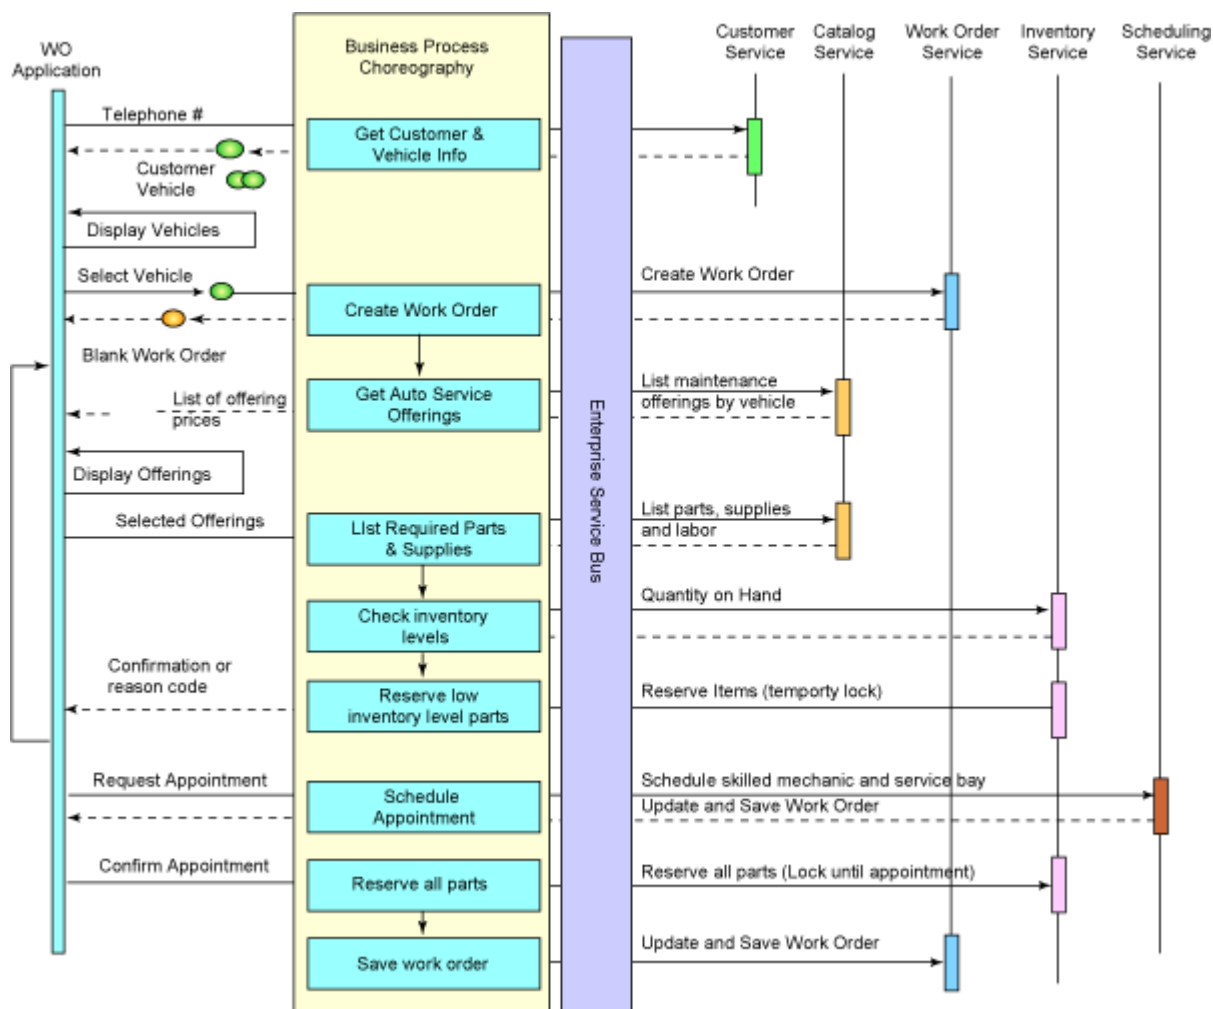 WO
Application
Business Process
Choreography
Customer
Service
Catalog
Service
Work Order
Service
Inventory
Service
Scheduling
Service
Telephone #
Get Customer &
Vehicle Info
Customer
Vehicle
Display Vehicles
Select Vehicle
Create Work Order
Create Work Order
Blank Work Order
List of offering
prices
Get Auto Service
Offerings
List maintenance
offerings by vehicle
Enterprise Service Bus
Display Offerings
Selected Offerings
LIst Required Parts
& Supplies
List parts, supplies
and labor
Check inventory
levels
Quantity on Hand
Confirmation or
reason code
Reserve low
inventory level parts
Reserve Items (temporty lock)
Request Appointment
Schedule
Appointment
Schedule skilled mechanic and service bay
Update and Save Work Order
Confirm Appointment
Reserve all parts
Reserve all parts (Lock until appointment)
Save work order
Update and Save Work Order